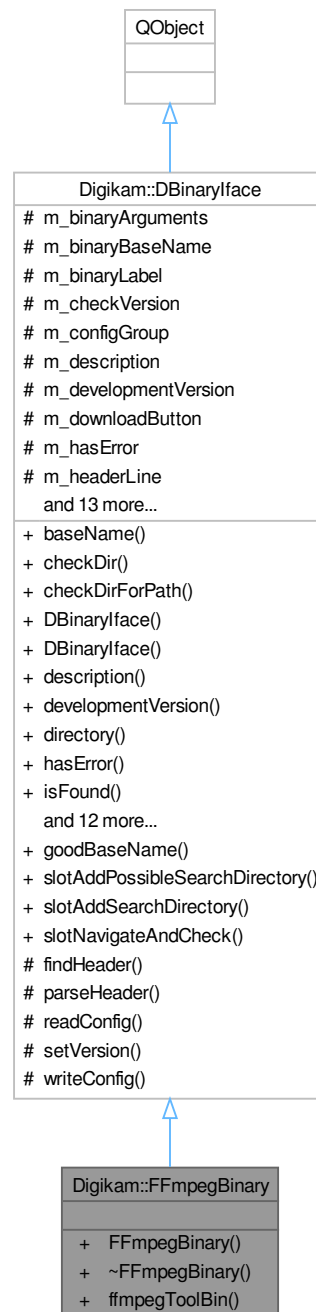 QObject
Digikam::DBinaryIface
# m_binaryArguments
# m_binaryBaseName
# m_binaryLabel
# m_checkVersion
# m_configGroup
# m_description
# m_developmentVersion
# m_downloadButton
# m_hasError
# m_headerLine
and 13 more...
+ baseName()
+ checkDir()
+ checkDirForPath()
+ DBinaryIface()
+ DBinaryIface()
+ description()
+ developmentVersion()
+ directory()
+ hasError()
+ isFound()
and 12 more...
+ goodBaseName()
+ slotAddPossibleSearchDirectory()
+ slotAddSearchDirectory()
+ slotNavigateAndCheck()
# findHeader()
# parseHeader()
# readConfig()
# setVersion()
# writeConfig()
Digikam::FFmpegBinary
+ FFmpegBinary()
+ ~FFmpegBinary()
+ ffmpegToolBin()